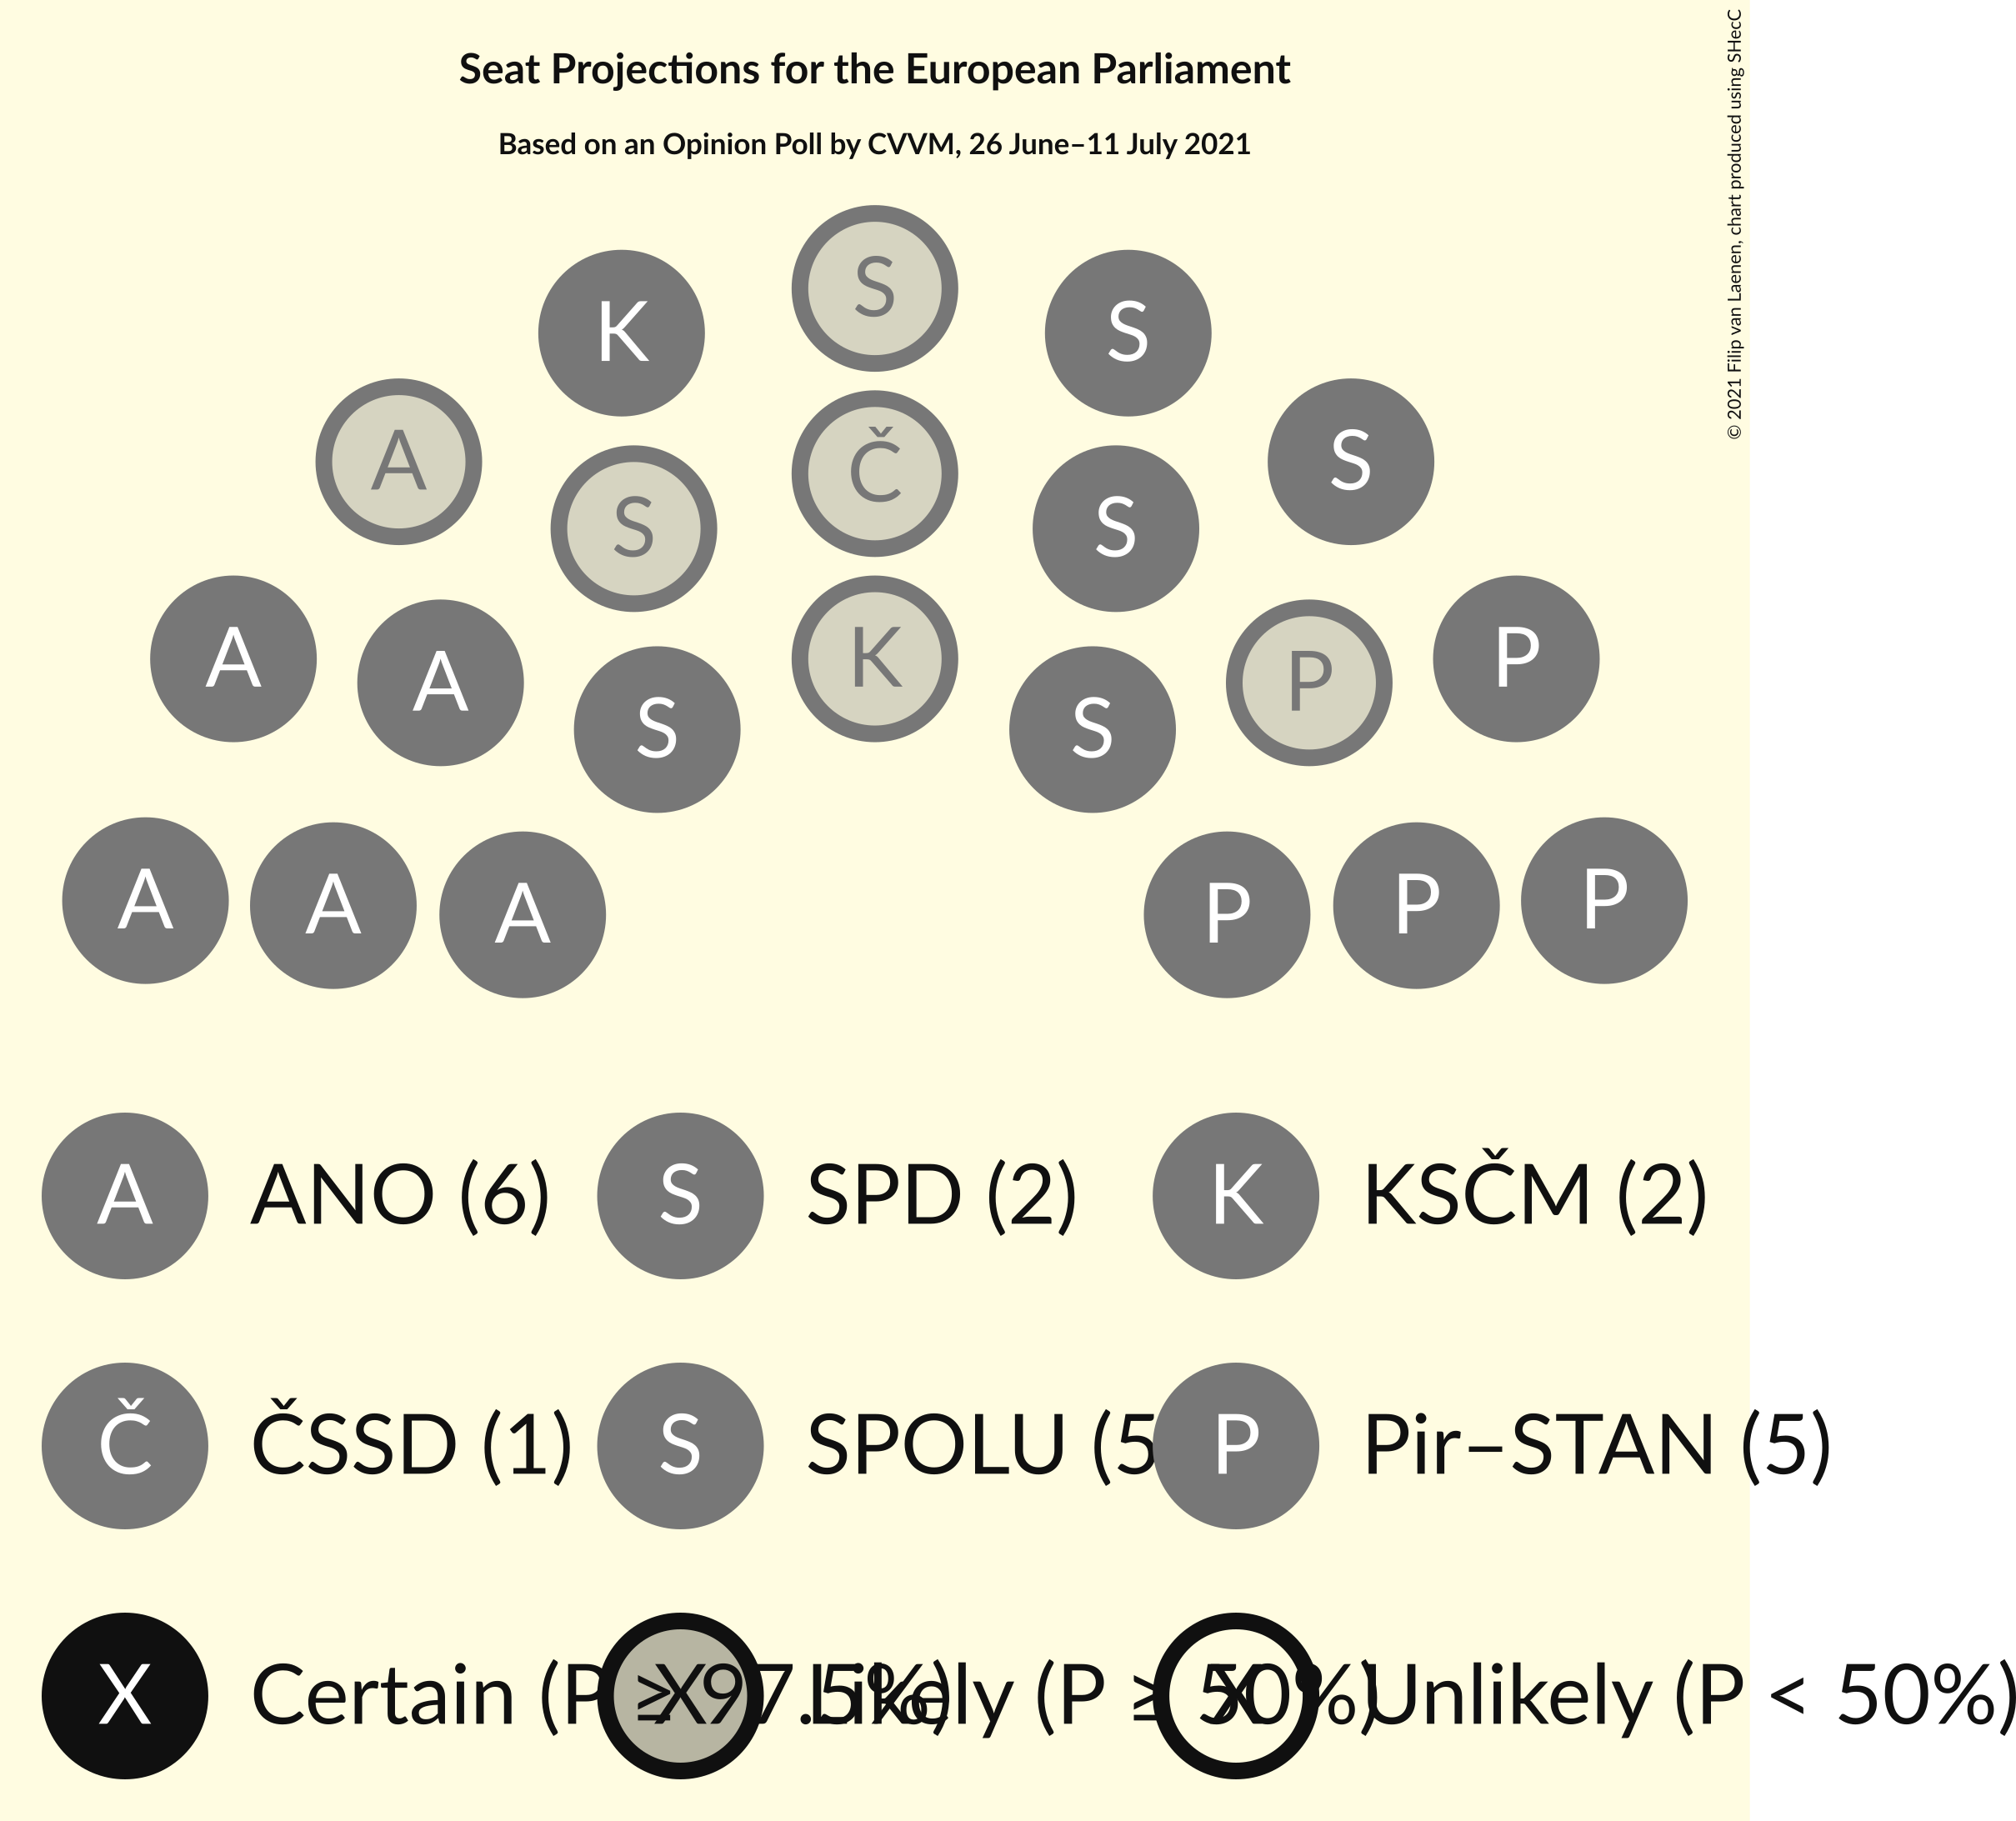 Seat Projections for the European Parliament
Based on an Opinion Poll by CVVM, 26 June–11 July 2021
© 2021 Filip van Laenen, chart produced using SHecC
S
K S
A S
Č
S S
A K P
A P
S S
A A A P P P
A ANO (6) S SPD (2) K KSČM (2)
Č ČSSD (1) S SPOLU (5 P Pir–STAN (5)
X Certain (P ≥ 97.5%) X Likely (P ≥ 50%) X Unlikely (P < 50%)